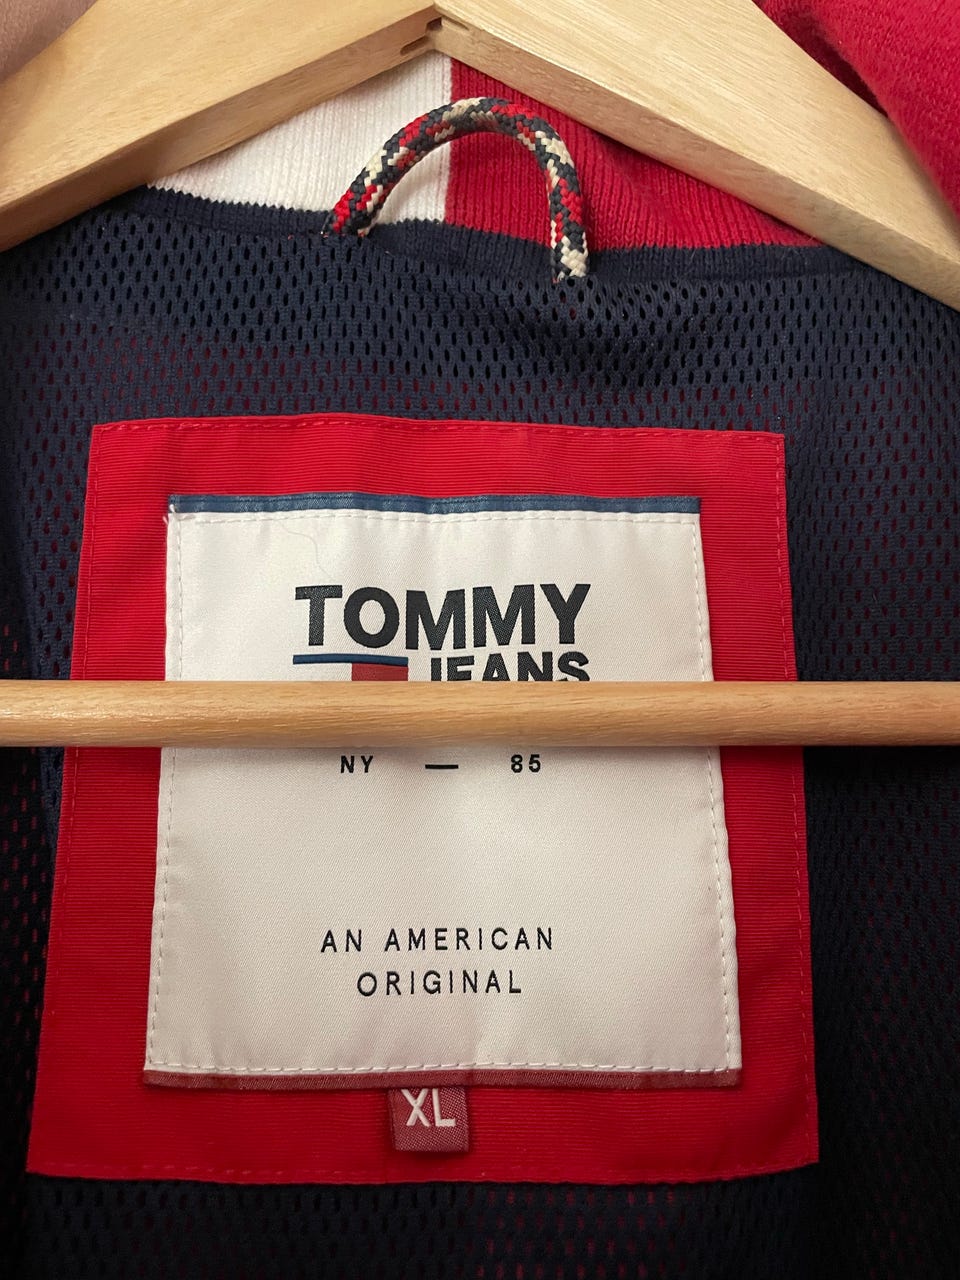 TOMMY
JEANS
NY — 85
AN AMERICAN
ORIGINAL
XL